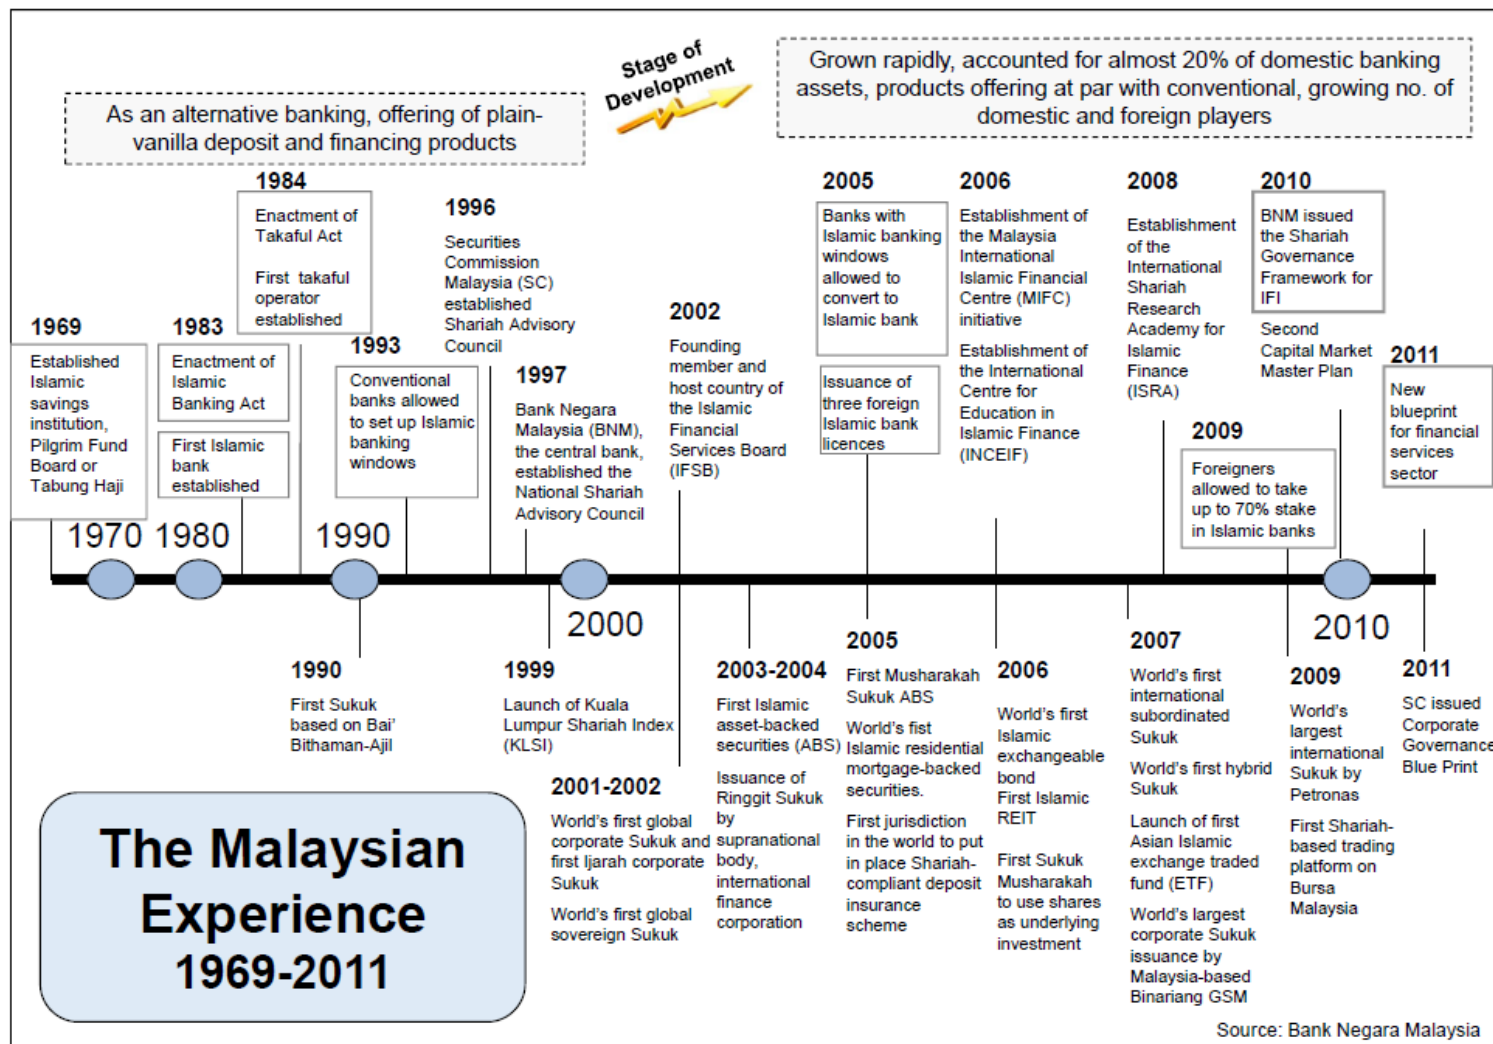 Stage of
Development
As an alternative banking, offering of plain-
vanilla deposit and financing products
Grown rapidly, accounted for almost 20% of domestic banking
assets, products offering at par with conventional, growing no. of
domestic and foreign players
1969
Established
Islamic
savings
institution,
Pilgrim Fund
Board or
Tabung Haji
1983
Enactment of
Islamic
Banking Act
First Islamic
bank
established
1984
Enactment of
Takaful Act
First takaful
operator
established
1993
Conventional
banks allowed
to set up Islamic
banking
windows
1996
Securities
Commission
Malaysia (SC)
established
Shariah Advisory
Council
1997
Bank Negara
Malaysia (BNM),
the central bank,
established the
National Shariah
Advisory Council
2002
Founding
member and
host country of
the Islamic
Financial
Services Board
(IFSB)
2005
Banks with
Islamic banking
windows
allowed to
convert to
Islamic bank
Issuance of
three foreign
Islamic bank
licences
2006
Establishment of
the Malaysia
International
Islamic Financial
Centre (MIFC)
initiative
Establishment of
the International
Centre for
Education in
Islamic Finance
(INCEIF)
2008
Establishment
of the
International
Shariah
Research
Academy for
Islamic
Finance
(ISRA)
2009
Foreigners
allowed to take
up to 70% stake
in Islamic banks
2010
BNM issued
the Shariah
Governance
Framework for
IFI
Second
Capital Market
Master Plan
2011
New
blueprint
for financial
services
sector
1970
1980
1990
2000
2010
1990
First Sukuk
based on Bai'
Bithaman-Ajil
1999
Launch of Kuala
Lumpur Shariah Index
(KLSI)
2001-2002
World's first global
corporate Sukuk and
first Ijarah corporate
Sukuk
World's first global
sovereign Sukuk
2003-2004
First Islamic
asset-backed
securities (ABS)
Issuance of
Ringgit Sukuk
by
supranational
body,
international
finance
corporation
2005
First Musharakah
Sukuk ABS
World's fist
Islamic residential
mortgage-backed
securities.
First jurisdiction
in the world to put
in place Shariah-
compliant deposit
insurance
scheme
2006
World's first
Islamic
exchangeable
bond
First Islamic
REIT
First Sukuk
Musharakah
to use shares
as underlying
investment
2007
World's first
international
subordinated
Sukuk
World's first hybrid
Sukuk
Launch of first
Asian Islamic
exchange traded
fund (ETF)
World's largest
corporate Sukuk
issuance by
Malaysia-based
Binariang GSM
2009
World's
largest
international
Sukuk by
Petronas
First Shariah-
based trading
platform on
Bursa
Malaysia
2011
SC issued
Corporate
Governance
Blue Print
The Malaysian
Experience
1969-2011
Source: Bank Negara Malaysia